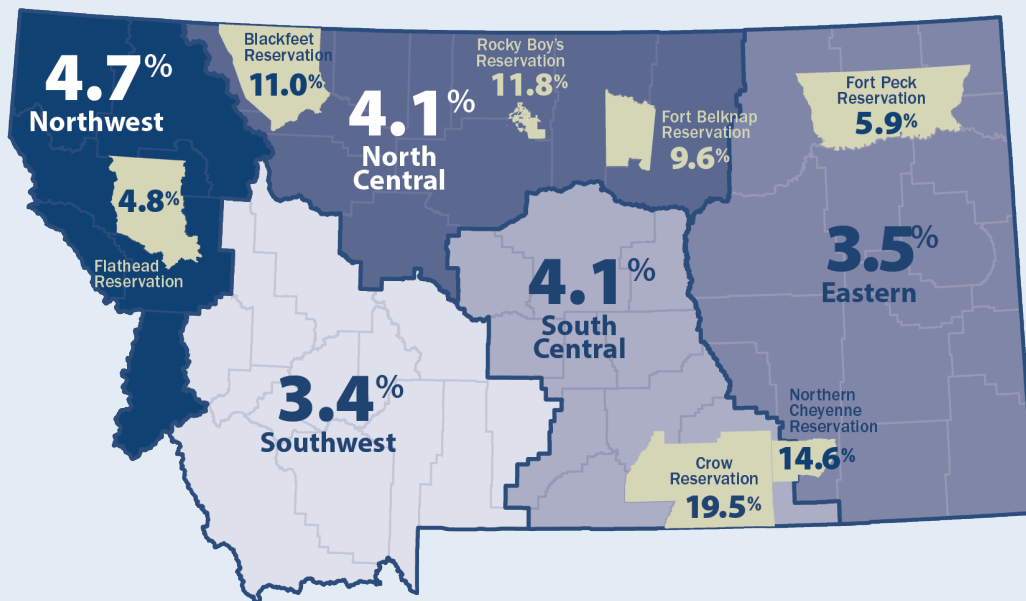 4.7%
Northwest
Blackfeet
Reservation
11.0%
4.1%
North
Central
Rocky Boy's
Reservation
11.8%
Fort Belknap
Reservation
9.6%
Fort Peck
Reservation
5.9%
4.8%
Flathead
Reservation
3.5%
Eastern
4.1%
South
Central
3.4%
Southwest
Northern
Cheyenne
Reservation
14.6%
Crow
Reservation
19.5%